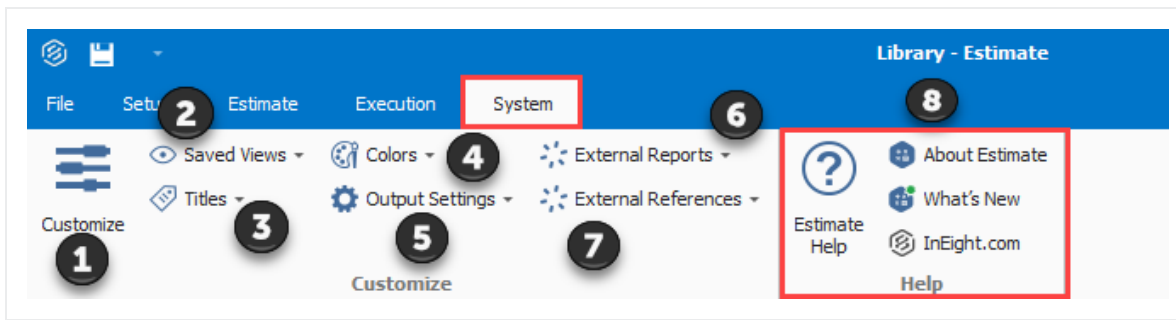 Library - Estimate
File Setu 2 Estimate Execution System 6 8
Saved Views Colors 4 External Reports About Estimate
Titles Output Settings External References What's New
Customize 3 5 7 Estimate Help InEight.com
1 Customize Help